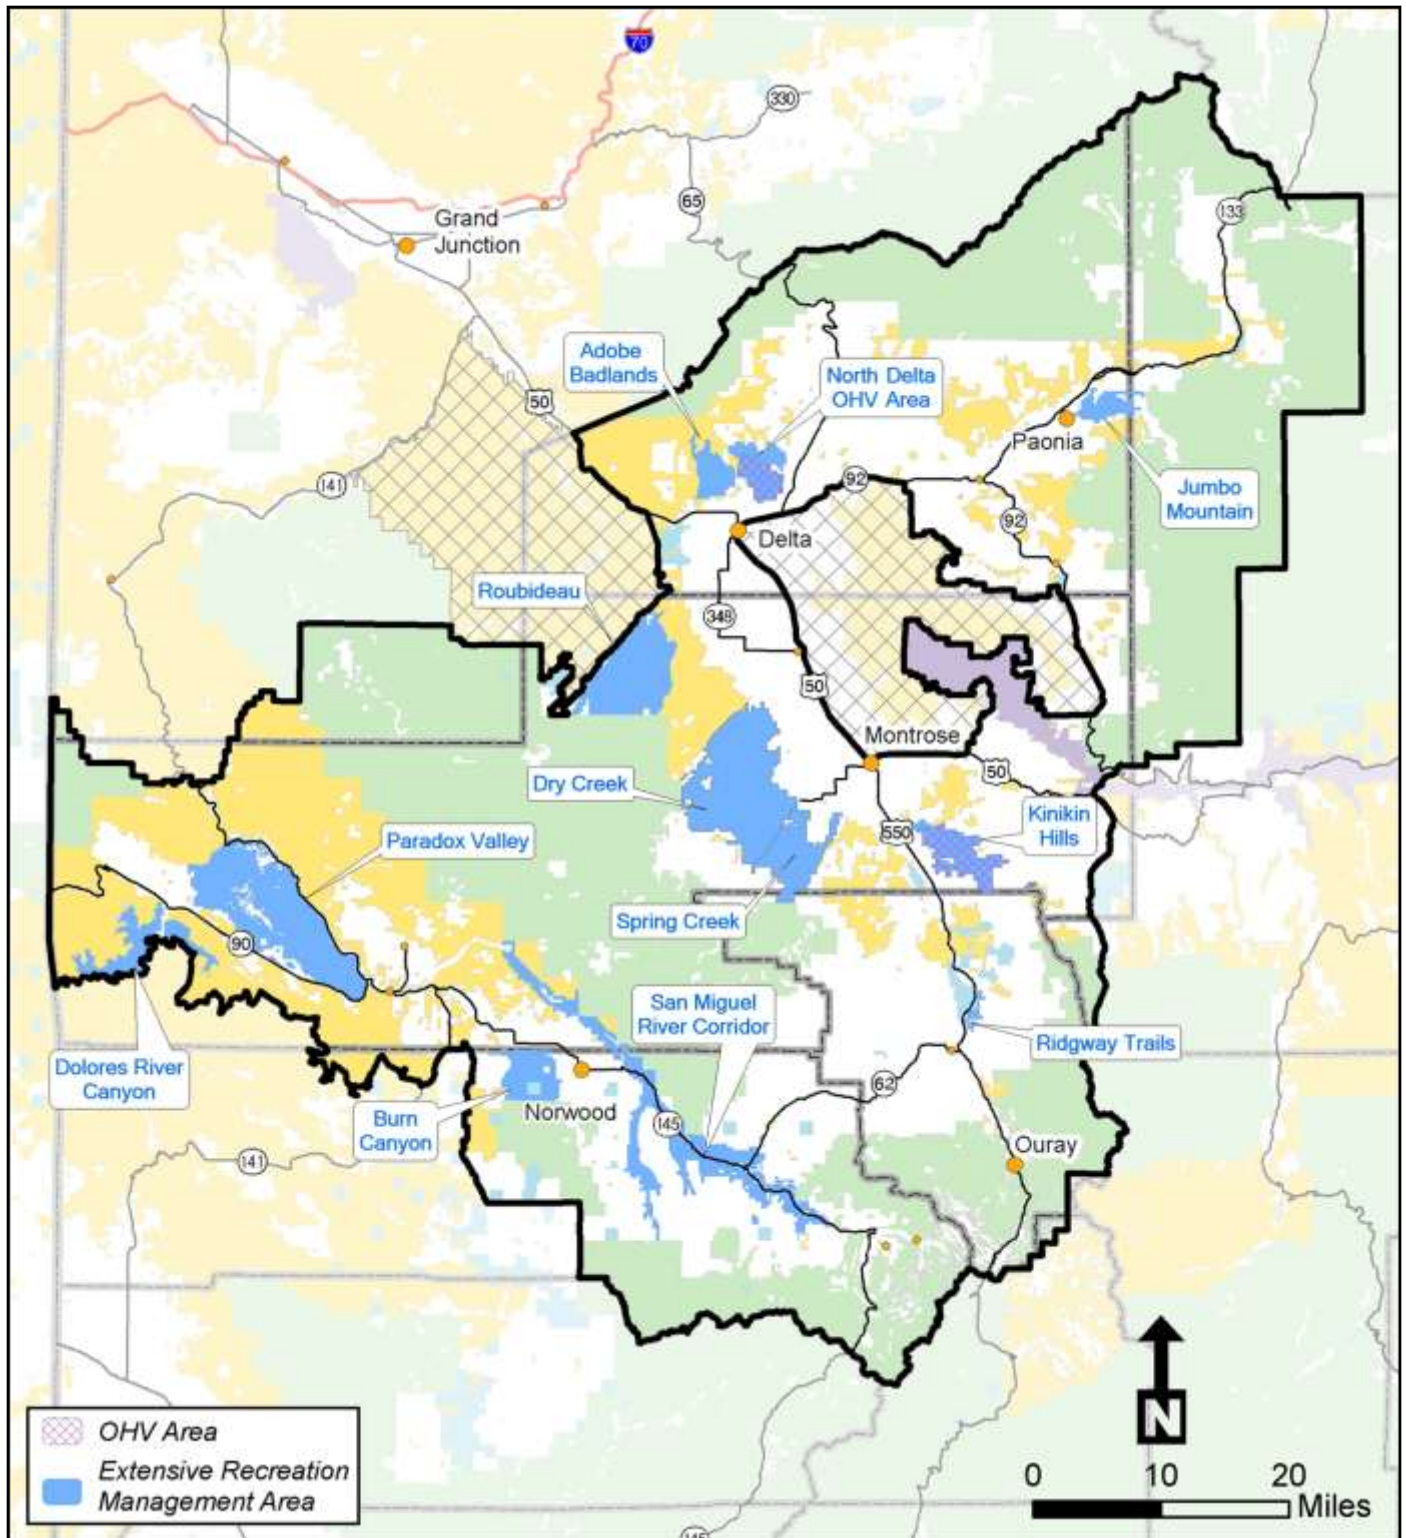 70
330
65
133
Grand
Junction
Adobe
Badlands
North Delta
OHV Area
50
Paonia
141
92
Jumbo
Mountain
92
Delta
Roubideau
348
50
Montrose
50
Dry Creek
Kinikin
Hills
550
Paradox Valley
Spring Creek
90
San Miguel
River Corridor
Ridgway Trails
Dolores River
Canyon
62
Burn
Canyon
Norwood
145
Ouray
141
N
OHV Area
Extensive Recreation
Management Area
0 10 20
Miles